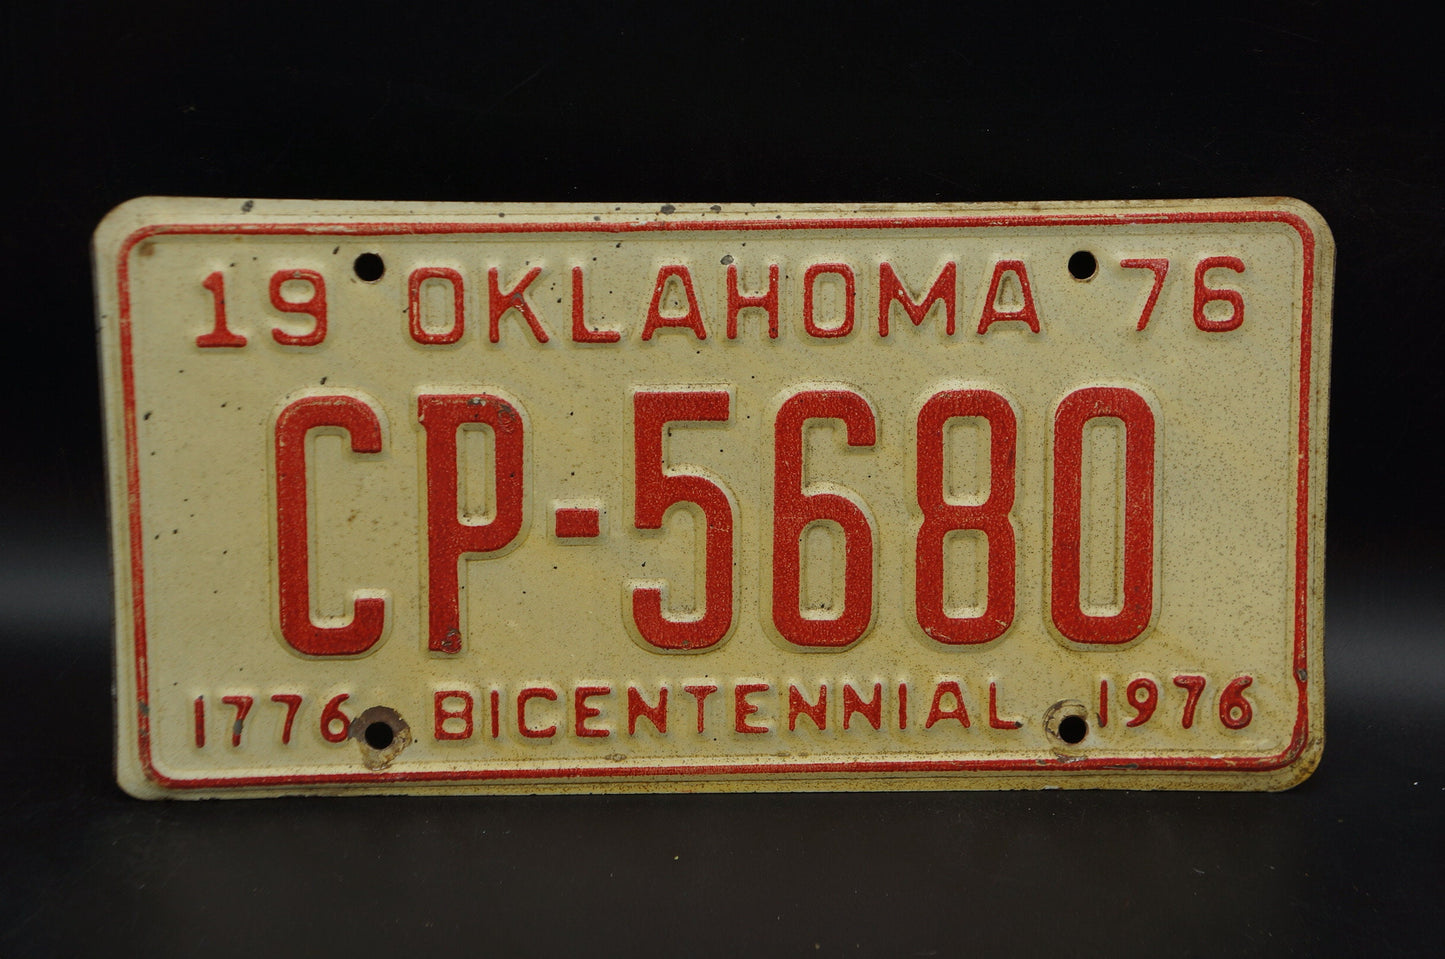 19 OKLAHOMA 76
CP-5680
1776 BICENTENNIAL 1976